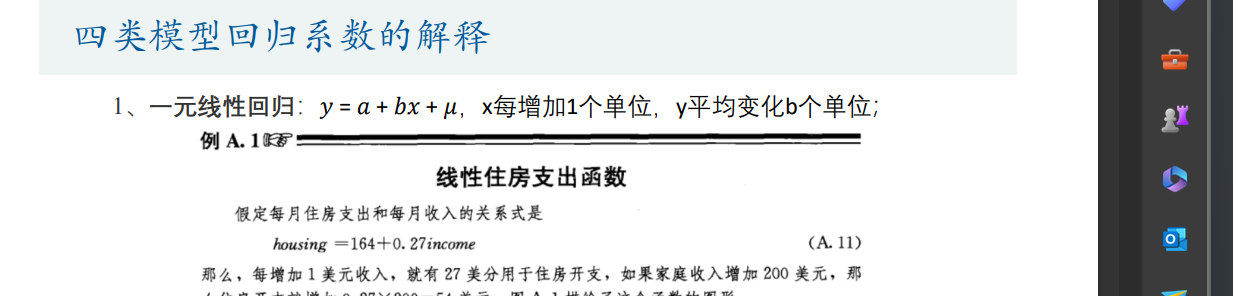 四类模型回归系数的解释
1、一元线性回归：y = a + bx + μ，x每增加1个单位，y平均变化b个单位；
例 A.1
线性住房支出函数
假定每月住房支出和每月收入的关系式是
housing =164+0.27income (A.11)
那么，每增加 1 美元收入，就有 27 美分用于住房开支，如果家庭收入增加 200 美元，那